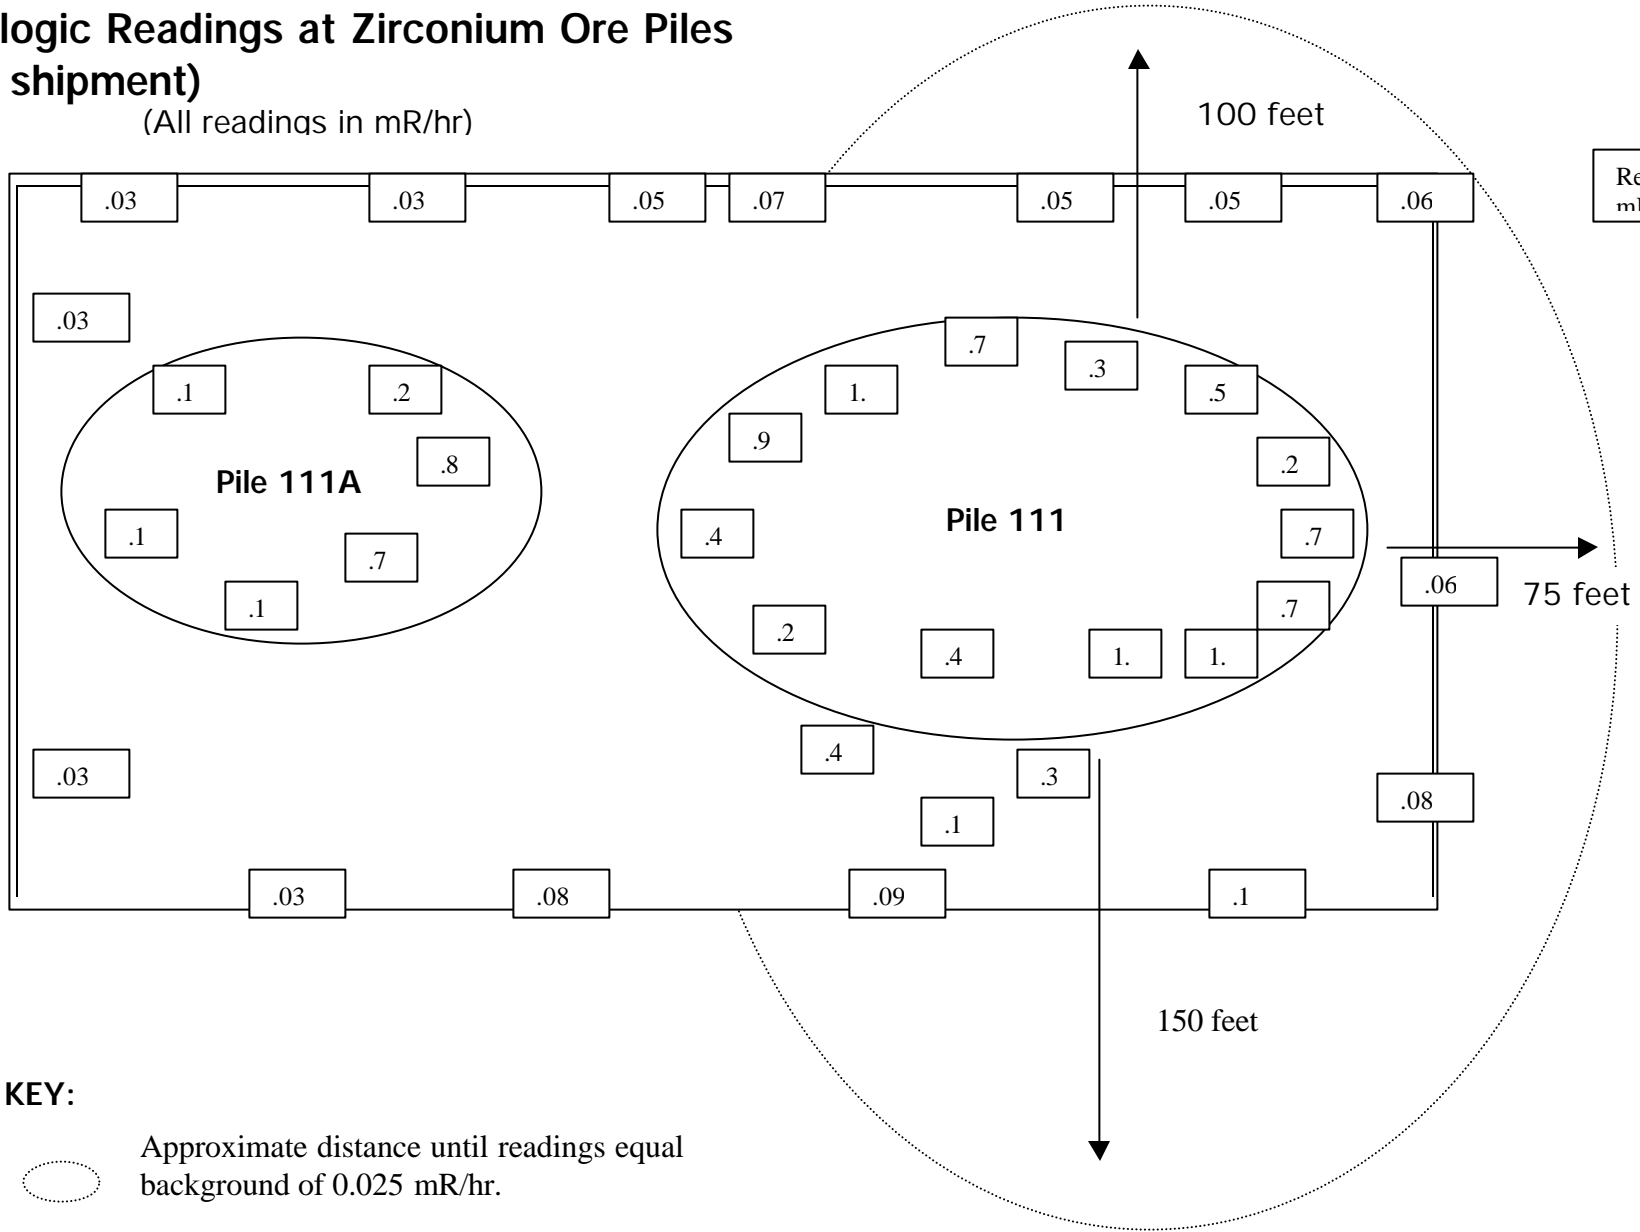 logic Readings at Zirconium Ore Piles
shipment)
(All readings in mR/hr)
100 feet
.03 .03 .05 .07 .05 .05 .06
.03
.7
.3
.1 .2 1. .5
.9
.8 .2
Pile 111A
Pile 111
.1 .4 .7
.7
75 feet
.06
.1 .7
.2
.4 1. 1.
.4
.03 .3
.08
.1
.03 .08 .09 .1
150 feet
KEY:
Approximate distance until readings equal
background of 0.025 mR/hr.